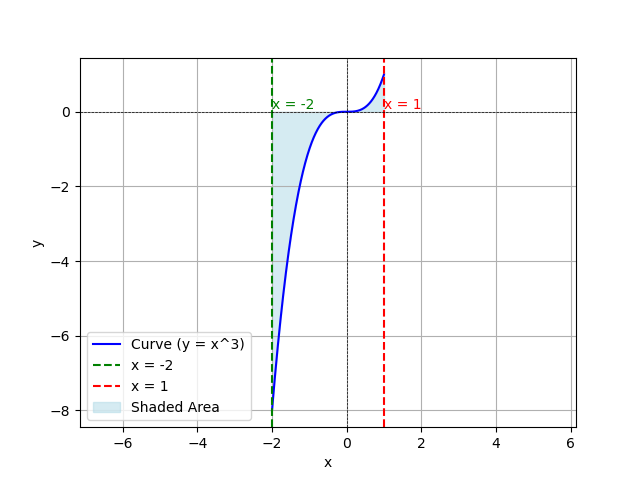 x = -2
x = 1
0
−2
−4
−6
−8
y
Curve (y = x^3)
x = -2
x = 1
Shaded Area
−6
−4
−2
0
2
4
6
x